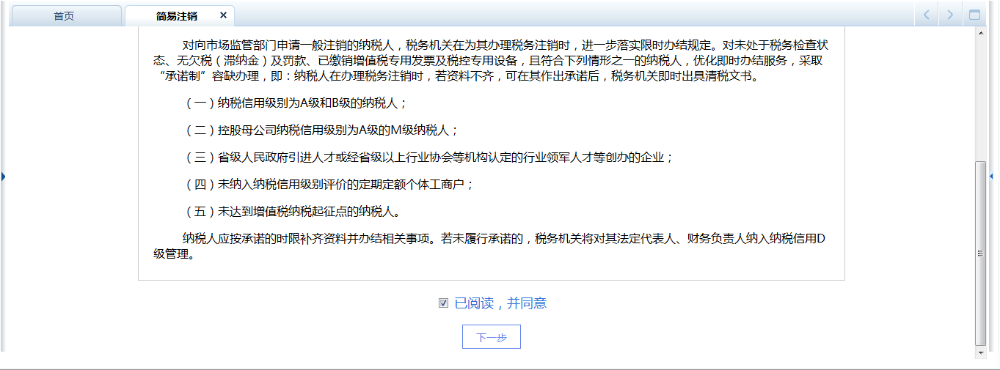 首页
简易注销
对向市场监管部门申请一般注销的纳税人，税务机关在为其办理税务注销时，进一步落实限时办结规定。对未处于税务检查状
态、无欠税（滞纳金）及罚款、已缴销增值税专用发票及税控专用设备，且符合下列情形之一的纳税人，优化即时办结服务，采取
“承诺制”容缺办理，即：纳税人在办理税务注销时，若资料不齐，可在其作出承诺后，税务机关即时出具清税文书。
（一）纳税信用级别为A级和B级的纳税人；
（二）控股母公司纳税信用级别为A级的M级纳税人；
（三）省级人民政府引进人才或经省级以上行业协会等机构认定的行业领军人才等创办的企业；
（四）未纳入纳税信用级别评价的定期定额个体工商户；
（五）未达到增值税纳税起征点的纳税人。
纳税人应按承诺的时限补齐资料并办结相关事项。若未履行承诺的，税务机关将对其法定代表人、财务负责人纳入纳税信用D
级管理。
已阅读，并同意
下一步